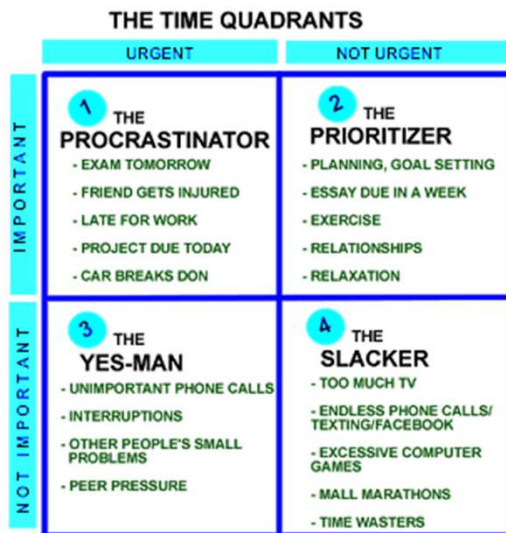 THE TIME QUADRANTS
URGENT
NOT URGENT
IMPORTANT
1 THE
PROCRASTINATOR
- EXAM TOMORROW
- FRIEND GETS INJURED
- LATE FOR WORK
- PROJECT DUE TODAY
- CAR BREAKS DON
2 THE
PRIORITIZER
- PLANNING, GOAL SETTING
- ESSAY DUE IN A WEEK
- EXERCISE
- RELATIONSHIPS
- RELAXATION
NOT IMPORTANT
3 THE
YES-MAN
- UNIMPORTANT PHONE CALLS
- INTERRUPTIONS
- OTHER PEOPLE'S SMALL
PROBLEMS
- PEER PRESSURE
4 THE
SLACKER
- TOO MUCH TV
- ENDLESS PHONE CALLS/
TEXTING/FACEBOOK
- EXCESSIVE COMPUTER
GAMES
- MALL MARATHONS
- TIME WASTERS